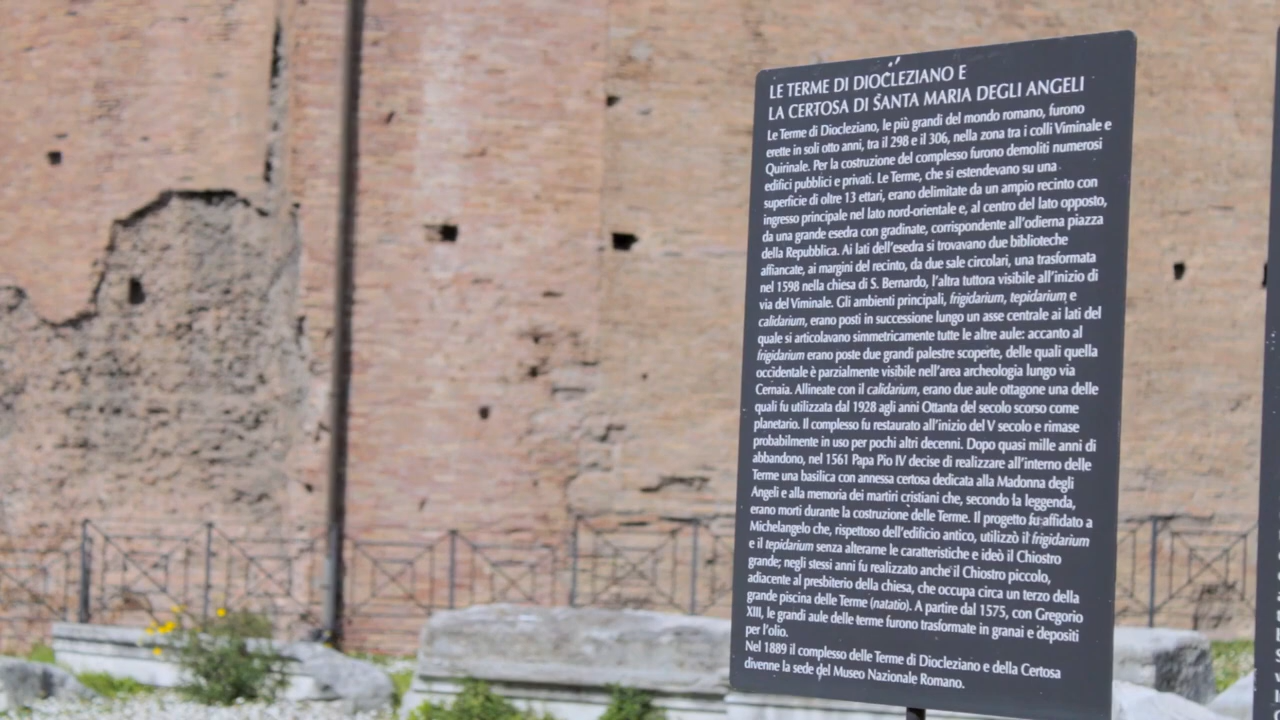 LE TERME DI DIOCLEZIANO E
LA CERTOSA DI SANTA MARIA DEGLI ANGELI
Le Terme di Diocleziano, le più grandi del mondo romano, furono
erette in soli otto anni, tra il 298 e il 306, nella zona tra i colli Viminale e
Quirinale. Per la costruzione del complesso furono demoliti numerosi
edifici pubblici e privati. Le Terme, che si estendevano su una
superficie di oltre 13 ettari, erano delimitate da un ampio recinto con
ingresso principale nel lato nord-orientale e, al centro del lato opposto,
da una grande esedra con gradinate, corrispondente all'odierna piazza
della Repubblica. Ai lati dell'esedra si trovavano due biblioteche
affiancate, ai margini del recinto, da due sale circolari, una trasformata
nel 1598 nella chiesa di S. Bernardo, l'altra tuttora visibile all'inizio di
via del Viminale. Gli ambienti principali, frigidarium, tepidarium e
calidarium, erano posti in successione lungo un asse centrale ai lati del
quale si articolavano simmetricamente tutte le altre aule: accanto al
frigidarium erano poste due grandi palestre scoperte, delle quali quella
occidentale è parzialmente visibile nell'area archeologia lungo via
Cernaia. Allineate con il calidarium, erano due aule ottagone una delle
quali fu utilizzata dal 1928 agli anni Ottanta del secolo scorso come
planetario. Il complesso fu restaurato all'inizio del V secolo e rimase
probabilmente in uso per pochi altri decenni. Dopo quasi mille anni di
abbandono, nel 1561 Papa Pio IV decise di realizzare all'interno delle
Terme una basilica con annessa certosa dedicata alla Madonna degli
Angeli e alla memoria dei martiri cristiani che, secondo la leggenda,
erano morti durante la costruzione delle Terme. Il progetto fu affidato a
Michelangelo che, rispettoso dell'edificio antico, utilizzò il frigidarium
e il tepidarium senza alterarne le caratteristiche e ideò il Chiostro
grande; negli stessi anni fu realizzato anche il Chiostro piccolo,
adiacente al presbiterio della chiesa, che occupa circa un terzo della
grande piscina delle Terme (natatio). A partire dal 1575, con Gregorio
XIII, le grandi aule delle terme furono trasformate in granai e depositi
per l'olio.
Nel 1889 il complesso delle Terme di Diocleziano e della Certosa
divenne la sede del Museo Nazionale Romano.